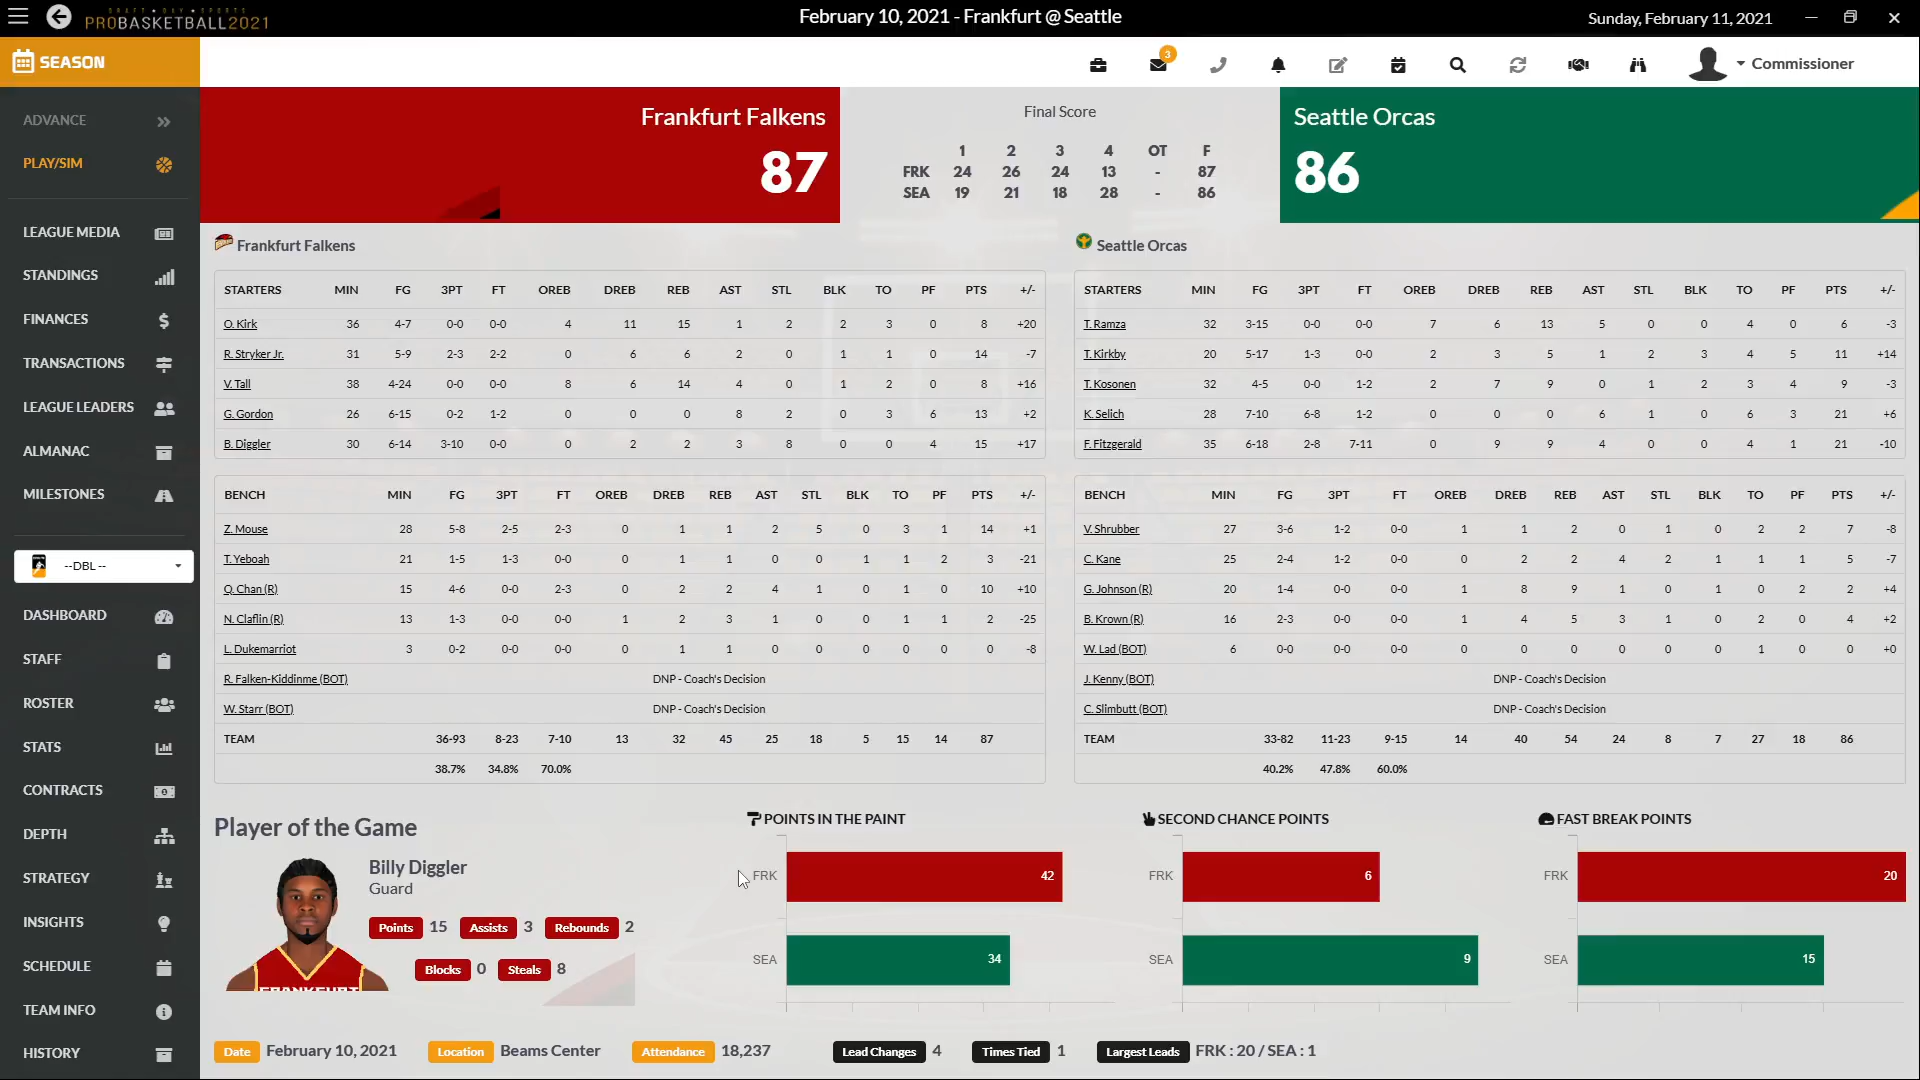 DRAFT DAY SPORTS
PROBASKETBALL2021
February 10, 2021 - Frankfurt @ Seattle
Sunday, February 11, 2021
SEASON
3
Commissioner
ADVANCE
PLAY/SIM
LEAGUE MEDIA
STANDINGS
FINANCES
TRANSACTIONS
LEAGUE LEADERS
ALMANAC
MILESTONES
--DBL--
DASHBOARD
STAFF
ROSTER
STATS
CONTRACTS
DEPTH
STRATEGY
INSIGHTS
SCHEDULE
TEAM INFO
HISTORY
Frankfurt Falkens
87
Final Score
1 2 3 4 OT F
FRK 24 26 24 13 - 87
SEA 19 21 18 28 - 86
Seattle Orcas
86
Frankfurt Falkens
STARTERS MIN FG 3PT FT OREB DREB REB AST STL BLK TO PF PTS +/-
O. Kirk 36 4-7 0-0 0-0 4 11 15 1 2 2 3 0 8 +20
R. Stryker Jr. 31 5-9 2-3 2-2 0 6 6 2 0 1 1 0 14 -7
V. Tall 38 4-24 0-0 0-0 8 6 14 4 0 1 2 0 8 +16
G. Gordon 26 6-15 0-2 1-2 0 0 0 8 2 0 3 6 13 +2
B. Diggler 30 6-14 3-10 0-0 0 2 2 3 8 0 0 4 15 +17
BENCH MIN FG 3PT FT OREB DREB REB AST STL BLK TO PF PTS +/-
Z. Mouse 28 5-8 2-5 2-3 0 1 1 2 5 0 3 1 14 +1
T. Yeboah 21 1-5 1-3 0-0 0 1 1 0 0 1 1 2 3 -21
Q. Chan (R) 15 4-6 0-0 2-3 0 2 2 4 1 0 1 0 10 +10
N. Claflin (R) 13 1-3 0-0 0-0 1 2 3 1 0 0 1 1 2 -25
L. Dukemarriot 3 0-2 0-0 0-0 0 1 1 0 0 0 0 0 0 -8
R. Falken-Kiddinme (BOT) DNP - Coach's Decision
W. Starr (BOT) DNP - Coach's Decision
TEAM 36-93 8-23 7-10 13 32 45 25 18 5 15 14 87
38.7% 34.8% 70.0%
Seattle Orcas
STARTERS MIN FG 3PT FT OREB DREB REB AST STL BLK TO PF PTS +/-
T. Ramza 32 3-15 0-0 0-0 7 6 13 5 0 0 4 0 6 -3
T. Kirkby 20 5-17 1-3 0-0 2 3 5 1 2 3 4 5 11 +14
T. Kosonen 32 4-5 0-0 1-2 2 7 9 0 1 2 3 4 9 -3
K. Selich 28 7-10 6-8 1-2 0 0 0 6 1 0 6 3 21 +6
F. Fitzgerald 35 6-18 2-8 7-11 0 9 9 4 0 0 4 1 21 -10
BENCH MIN FG 3PT FT OREB DREB REB AST STL BLK TO PF PTS +/-
V. Shrubber 27 3-6 1-2 0-0 1 1 2 0 1 0 2 2 7 -8
C. Kane 25 2-4 1-2 0-0 0 2 2 4 2 1 1 1 5 -7
G. Johnson (R) 20 1-4 0-0 0-0 1 8 9 1 0 1 0 2 2 +4
B. Krown (R) 16 2-3 0-0 0-0 1 4 5 3 1 0 2 0 4 +2
W. Lad (BOT) 6 0-0 0-0 0-0 0 0 0 0 0 0 1 0 0 +0
J. Kenny (BOT) DNP - Coach's Decision
C. Slimbutt (BOT) DNP - Coach's Decision
TEAM 33-82 11-23 9-15 14 40 54 24 8 7 27 18 86
40.2% 47.8% 60.0%
Player of the Game
Billy Diggler
Guard
Points 15 Assists 3 Rebounds 2
Blocks 0 Steals 8
FRANKFURT
POINTS IN THE PAINT
FRK 42
SEA 34
SECOND CHANCE POINTS
FRK 6
SEA 9
FAST BREAK POINTS
FRK 20
SEA 15
Date February 10, 2021 Location Beams Center Attendance 18,237 Lead Changes 4 Times Tied 1 Largest Leads FRK : 20 / SEA : 1